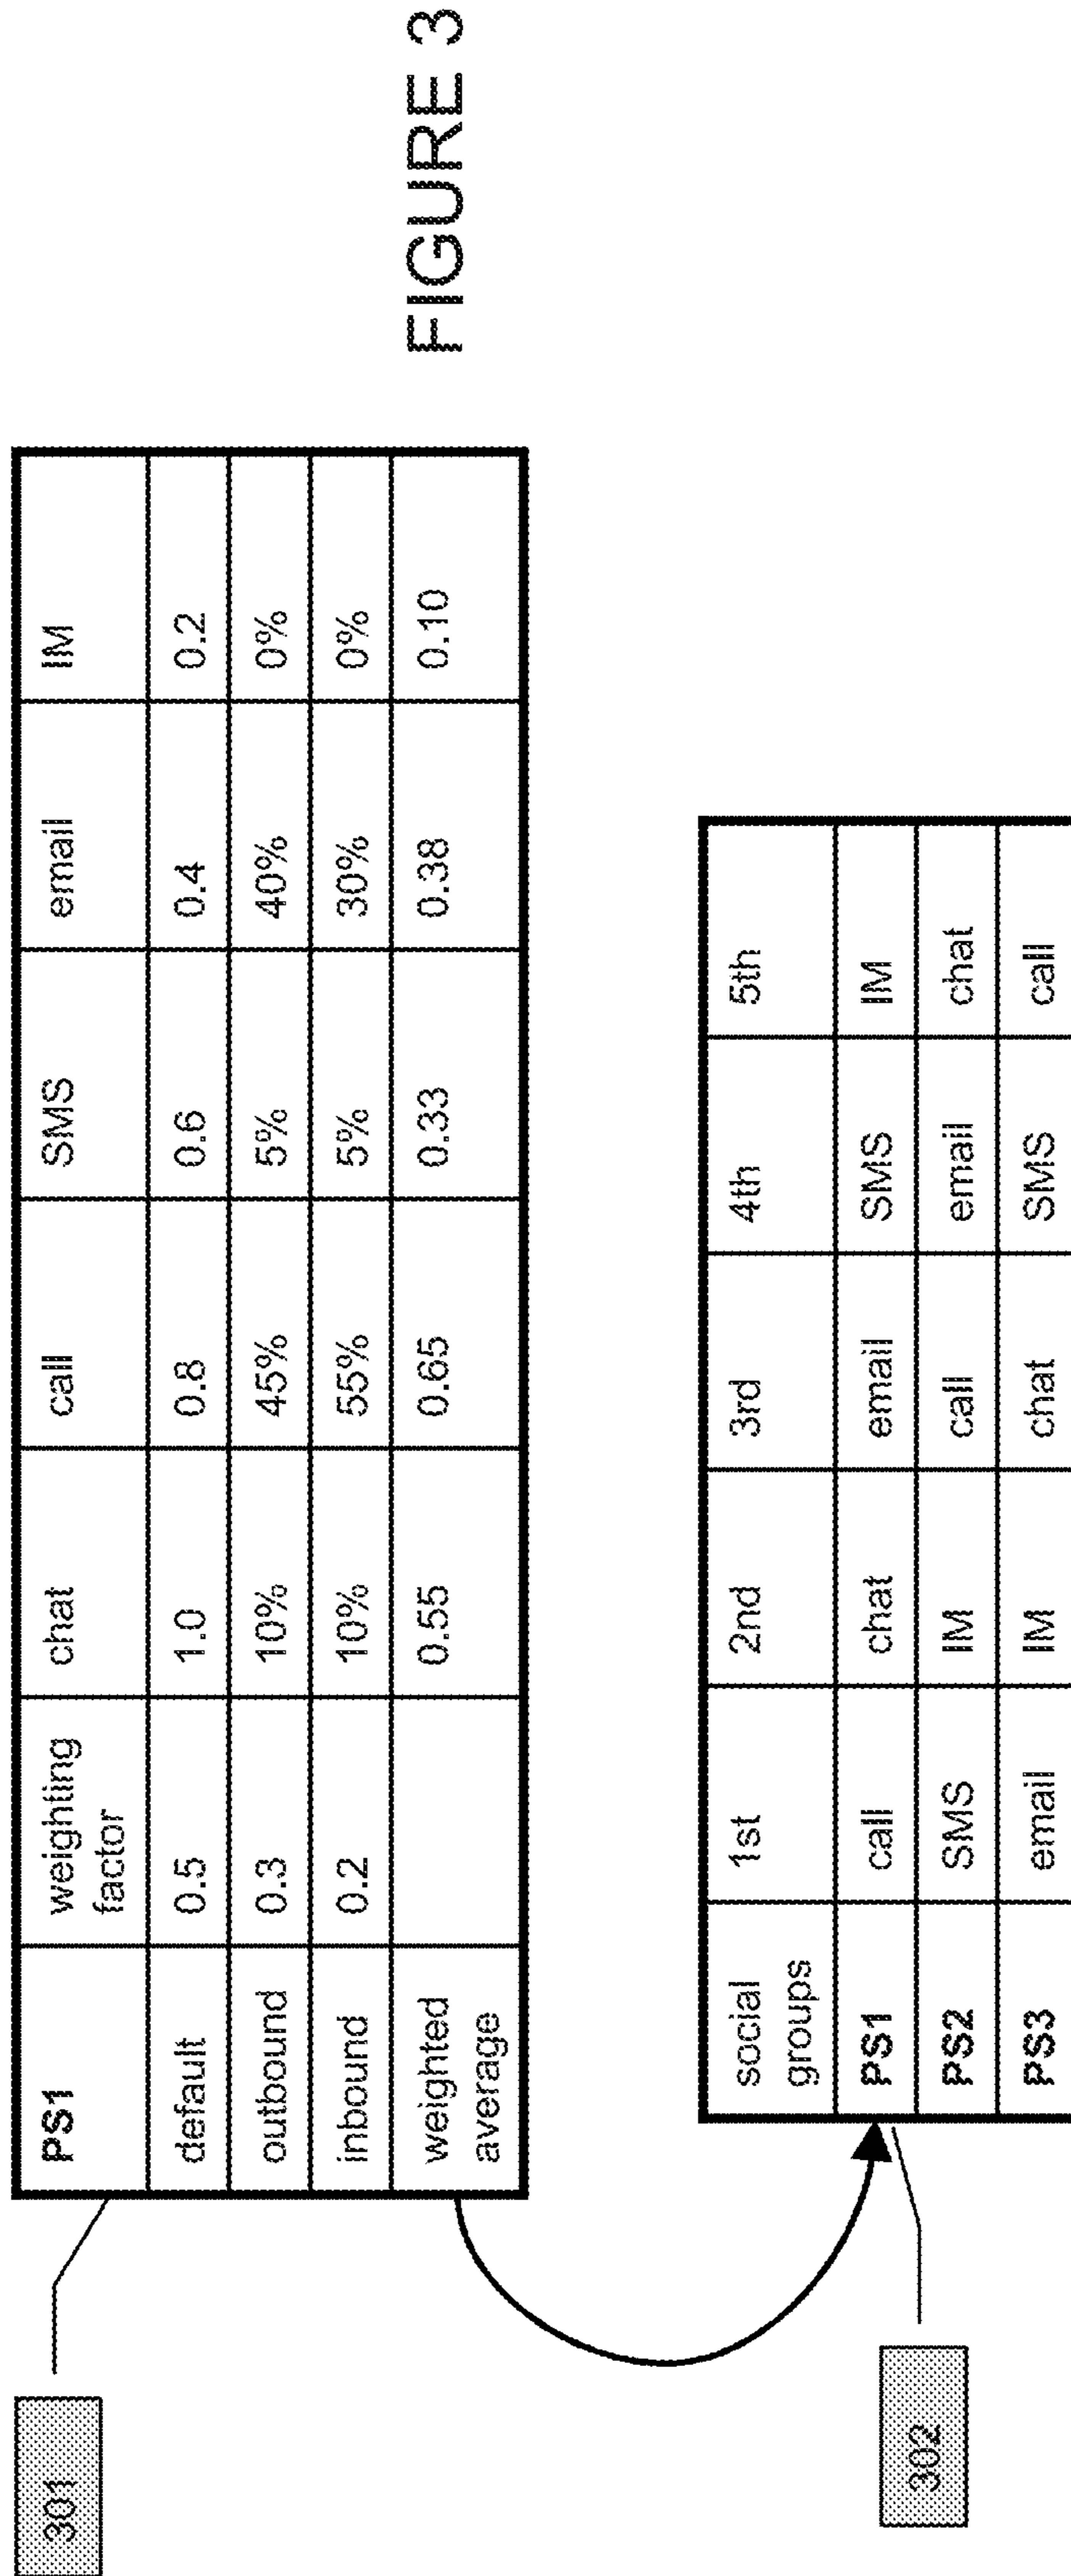 301
PS1 weighting factor chat call SMS email IM
default 0.5 1.0 0.8 0.6 0.4 0.2
outbound 0.3 10% 45% 5% 40% 0%
inbound 0.2 10% 55% 5% 30% 0%
weighted average 0.55 0.65 0.33 0.38 0.10
FIGURE 3
302
social groups 1st 2nd 3rd 4th 5th
PS1 call chat email SMS IM
PS2 SMS IM call email chat
PS3 email IM chat SMS call